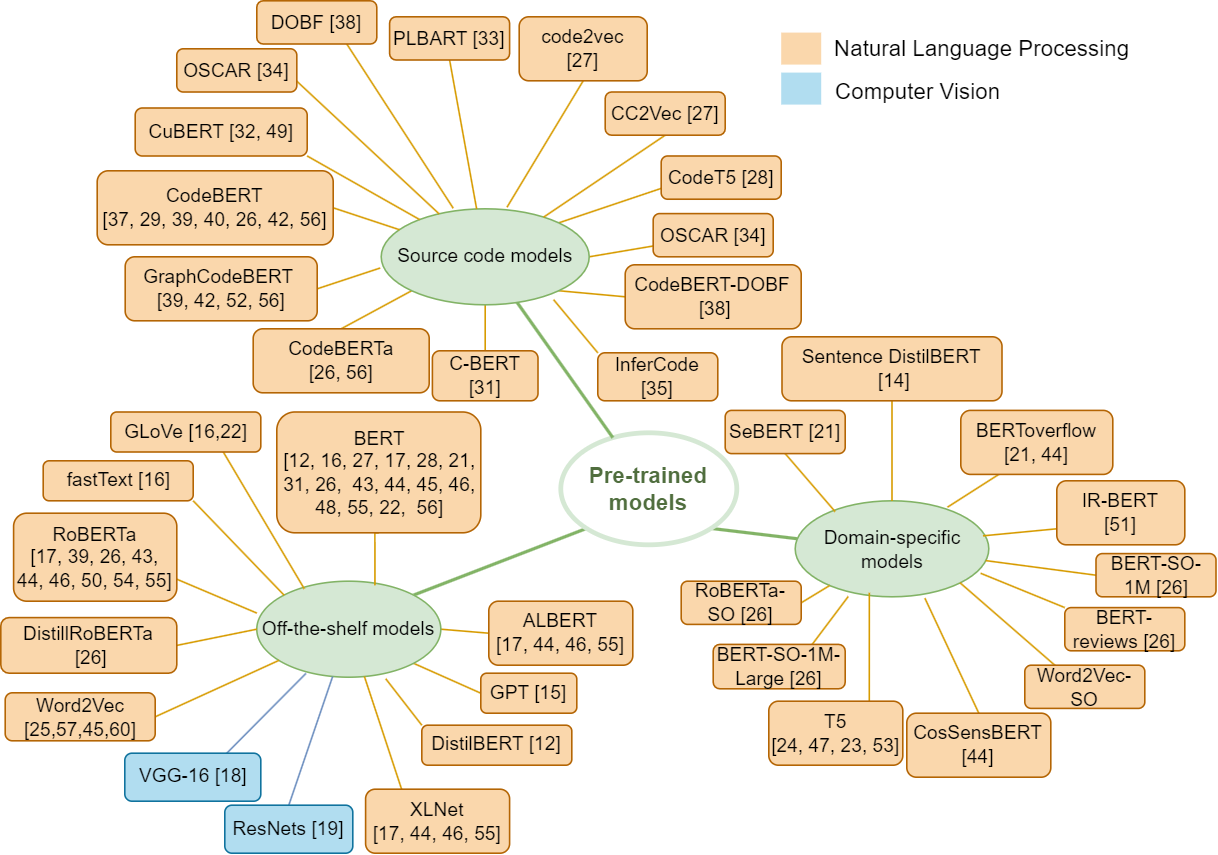 DOBF [38]
PLBART [33]
code2vec
[27]
Natural Language Processing
Computer Vision
OSCAR [34]
CC2Vec [27]
CuBERT [32, 49]
CodeT5 [28]
CodeBERT
[37, 29, 39, 40, 26, 42, 56]
OSCAR [34]
Source code models
GraphCodeBERT
[39, 42, 52, 56]
CodeBERT-DOBF
[38]
CodeBERTa
[26, 56]
C-BERT
[31]
InferCode
[35]
Sentence DistilBERT
[14]
GLoVe [16,22]
BERT
[12, 16, 27, 17, 28, 21,
31, 26, 43, 44, 45, 46,
48, 55, 22, 56]
SeBERT [21]
BERToverflow
[21, 44]
fastText [16]
Pre-trained
models
IR-BERT
[51]
RoBERTa
[17, 39, 26, 43,
44, 46, 50, 54, 55]
Domain-specific
models
BERT-SO-
1M [26]
RoBERTa-
SO [26]
BERT-
reviews [26]
DistillRoBERTa
[26]
Off-the-shelf models
ALBERT
[17, 44, 46, 55]
BERT-SO-1M-
Large [26]
Word2Vec-
SO
Word2Vec
[25,57,45,60]
GPT [15]
T5
[24, 47, 23, 53]
CosSensBERT
[44]
DistilBERT [12]
VGG-16 [18]
ResNets [19]
XLNet
[17, 44, 46, 55]